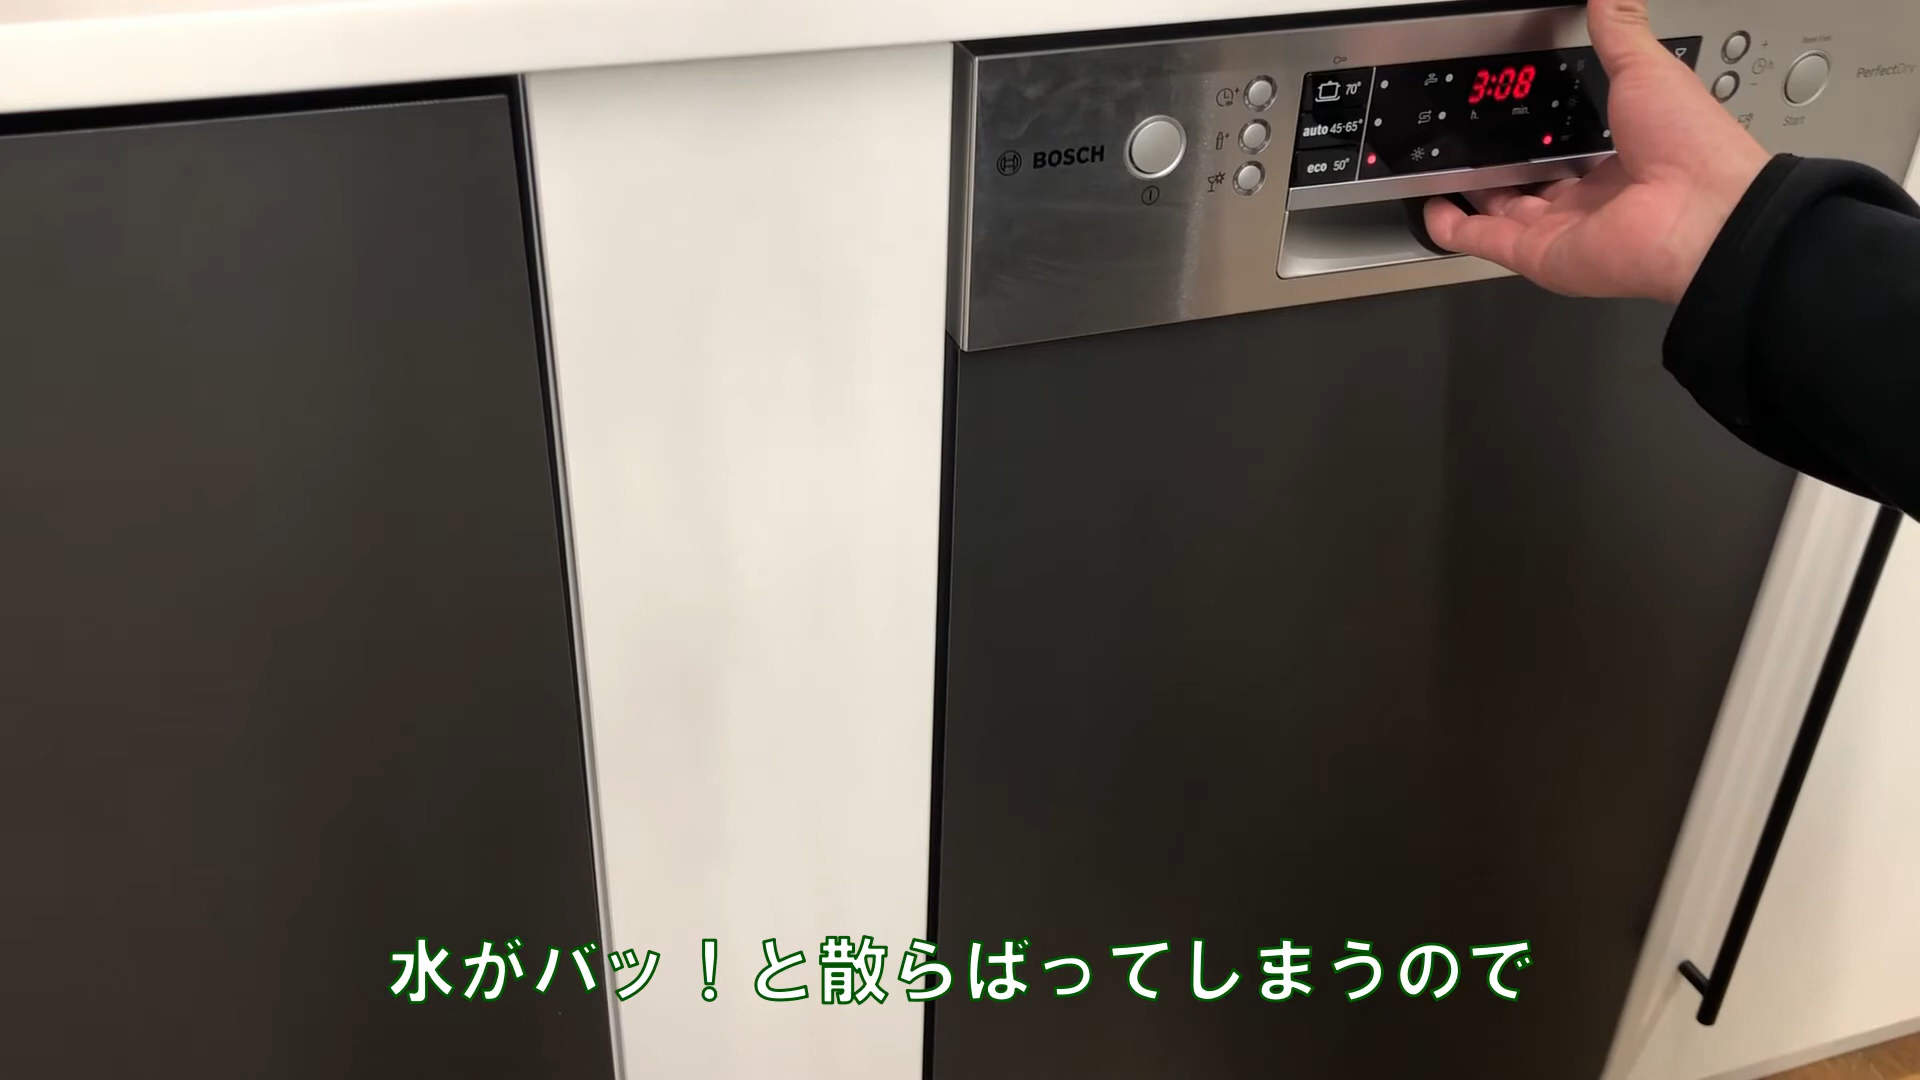 BOSCH
70°
auto 45-65°
eco 50°
3:08
h.
min.
Start
PerfectDry
水がバッ！と散らばってしまうので